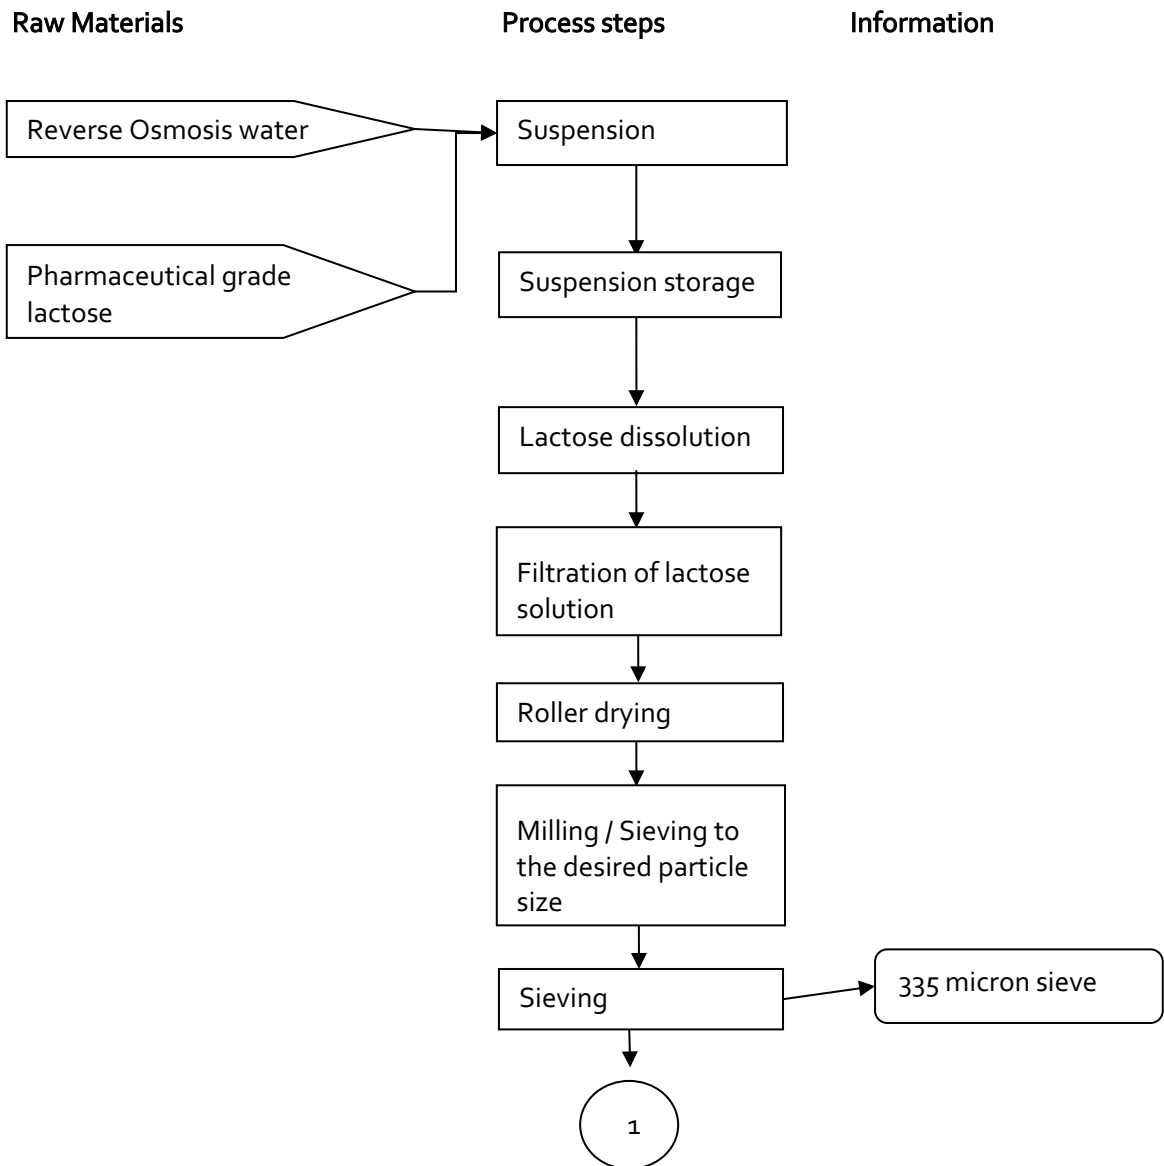 Raw Materials
Process steps
Information
Reverse Osmosis water
Suspension
Pharmaceutical grade
lactose
Suspension storage
Lactose dissolution
Filtration of lactose
solution
Roller drying
Milling / Sieving to
the desired particle
size
Sieving
335 micron sieve
1